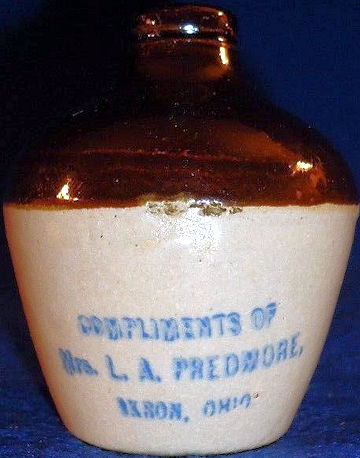 COMPLIMENTS OF
Mrs. L. A. PREDMORE,
AKRON, OHIO